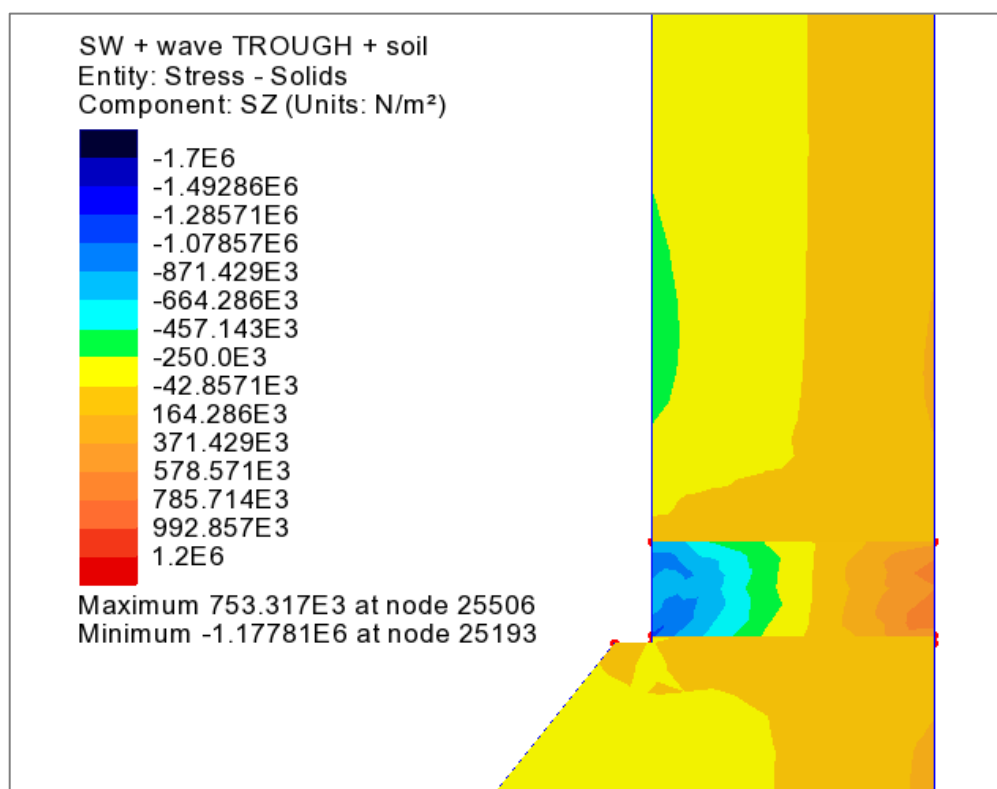 SW + wave TROUGH + soil
Entity: Stress - Solids
Component: SZ (Units: N/m²)
-1.7E6
-1.49286E6
-1.28571E6
-1.07857E6
-871.429E3
-664.286E3
-457.143E3
-250.0E3
-42.8571E3
164.286E3
371.429E3
578.571E3
785.714E3
992.857E3
1.2E6
Maximum 753.317E3 at node 25506
Minimum -1.17781E6 at node 25193